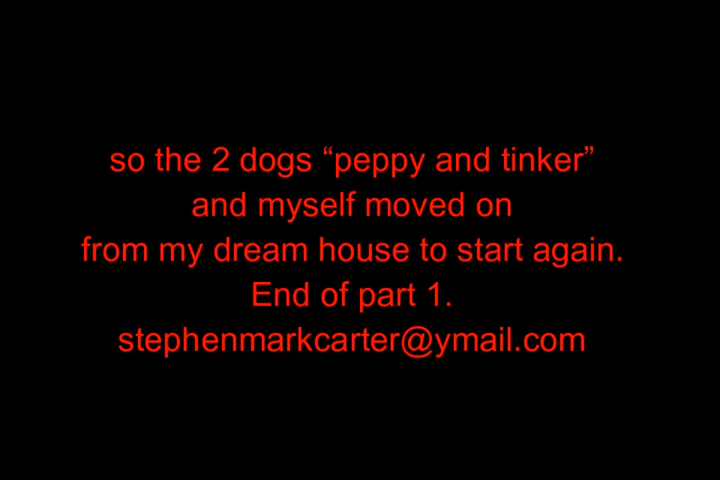 so the 2 dogs “peppy and tinker”
and myself moved on
from my dream house to start again.
End of part 1.
stephenmarkcarter@ymail.com